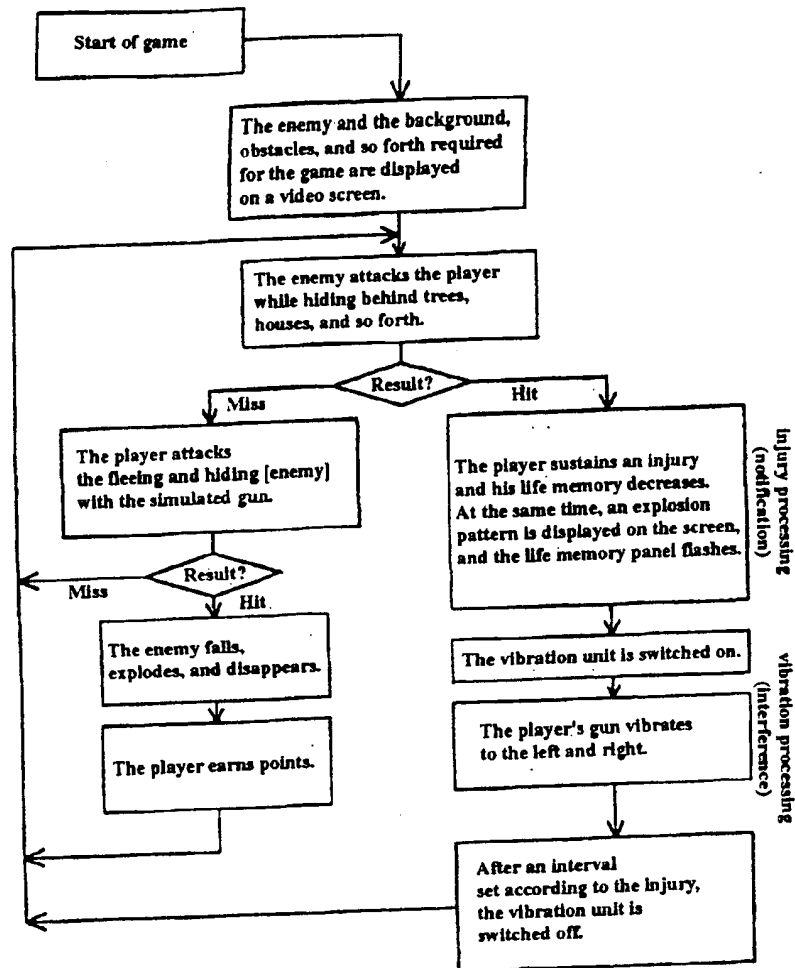 Start of game
The enemy and the background,
obstacles, and so forth required
for the game are displayed
on a video screen.
The enemy attacks the player
while hiding behind trees,
houses, and so forth.
Result?
Miss
Hit
The player attacks
the fleeing and hiding [enemy]
with the simulated gun.
Result?
Miss
Hit
The enemy falls,
explodes, and disappears.
The player earns points.
The player sustains an injury
and his life memory decreases.
At the same time, an explosion
pattern is displayed on the screen,
and the life memory panel flashes.
injury processing
(notification)
The vibration unit is switched on.
The player's gun vibrates
to the left and right.
vibration processing
(interference)
After an interval
set according to the injury,
the vibration unit is
switched off.